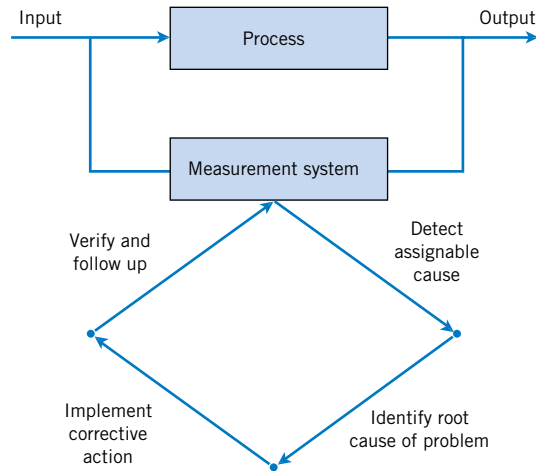 Input
Output
Process
Measurement system
Verify and
follow up
Detect
assignable
cause
Implement
corrective
action
Identify root
cause of problem